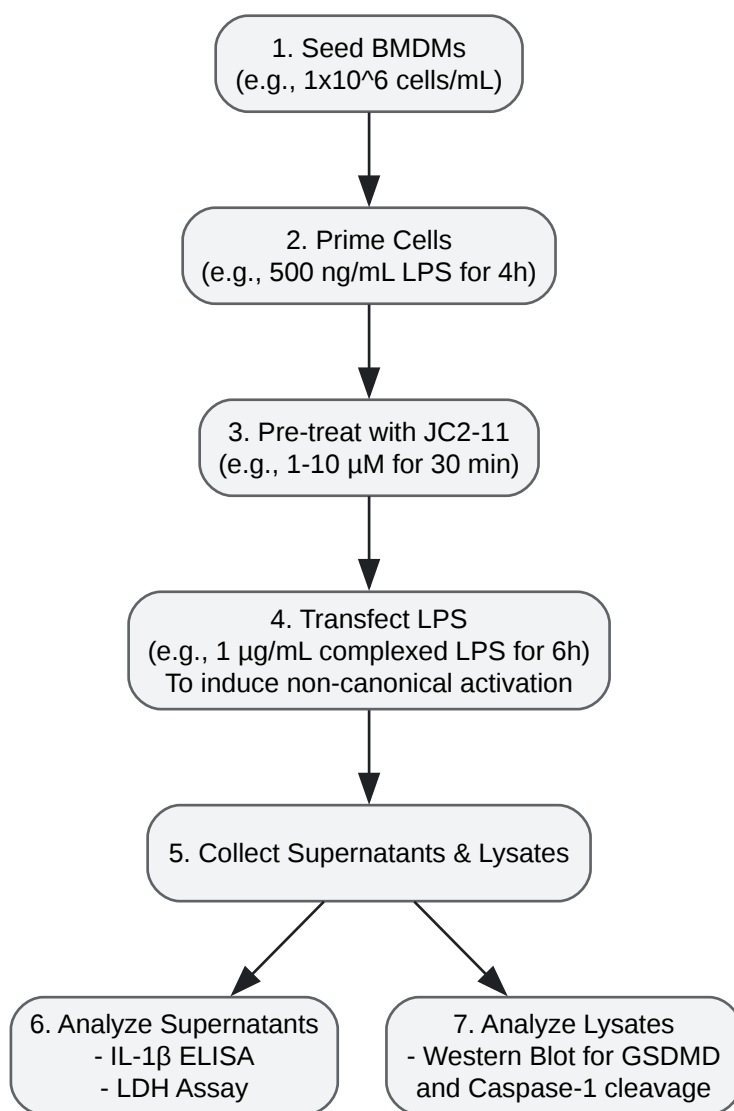 1. Seed BMDMs
(e.g., 1x10^6 cells/mL)
2. Prime Cells
(e.g., 500 ng/mL LPS for 4h)
3. Pre-treat with JC2-11
(e.g., 1-10 µM for 30 min)
4. Transfect LPS
(e.g., 1 µg/mL complexed LPS for 6h)
To induce non-canonical activation
5. Collect Supernatants & Lysates
6. Analyze Supernatants
- IL-1β ELISA
- LDH Assay
7. Analyze Lysates
- Western Blot for GSDMD
and Caspase-1 cleavage